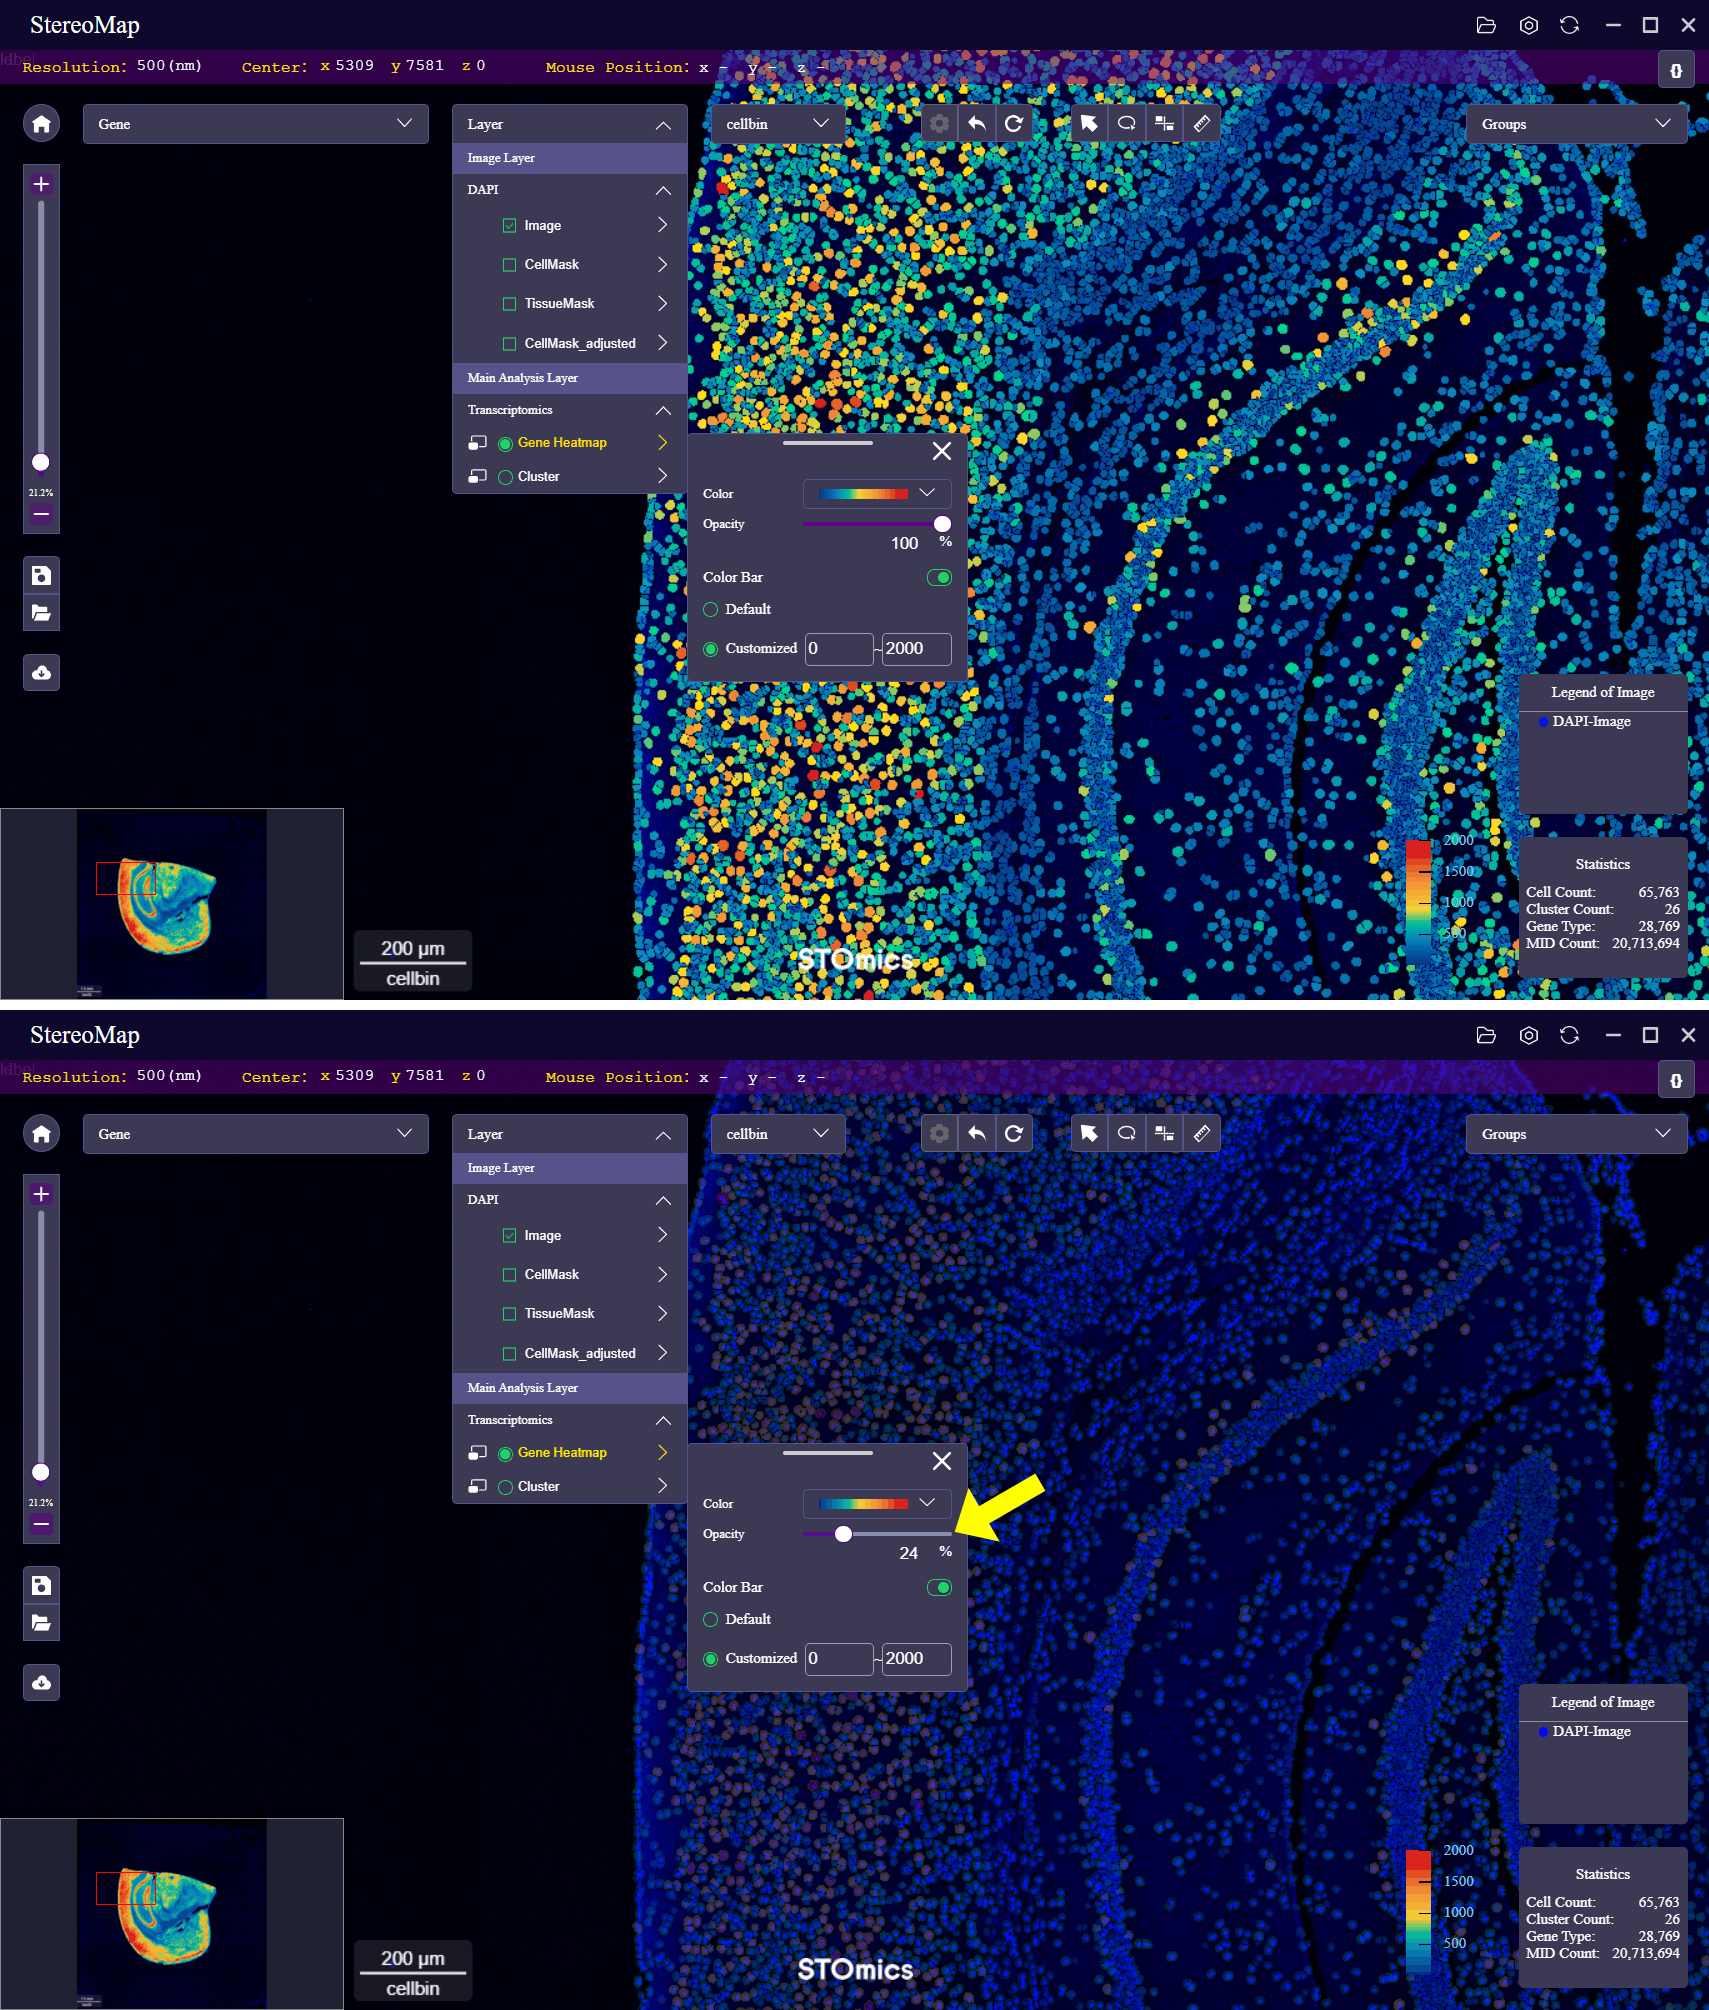 StereoMap
Resolution: 500(nm) Center: x 5309 y 7581 z 0 Mouse Position: x - y - z -
{}
Gene
Layer
cellbin
Groups
Image Layer
DAPI
Image
CellMask
TissueMask
CellMask_adjusted
Main Analysis Layer
Transcriptomics
Gene Heatmap
Cluster
21.2%
Color
Opacity
100 %
Color Bar
Default
Customized 0 ~ 2000
Legend of Image
DAPI-Image
2000
1500
1000
500
Statistics
Cell Count: 65,763
Cluster Count: 26
Gene Type: 28,769
MID Count: 20,713,694
200 μm
cellbin
STOmics
StereoMap
Resolution: 500(nm) Center: x 5309 y 7581 z 0 Mouse Position: x - y - z -
{}
Gene
Layer
cellbin
Groups
Image Layer
DAPI
Image
CellMask
TissueMask
CellMask_adjusted
Main Analysis Layer
Transcriptomics
Gene Heatmap
Cluster
21.2%
Color
Opacity
24 %
Color Bar
Default
Customized 0 ~ 2000
Legend of Image
DAPI-Image
2000
1500
1000
500
Statistics
Cell Count: 65,763
Cluster Count: 26
Gene Type: 28,769
MID Count: 20,713,694
200 μm
cellbin
STOmics